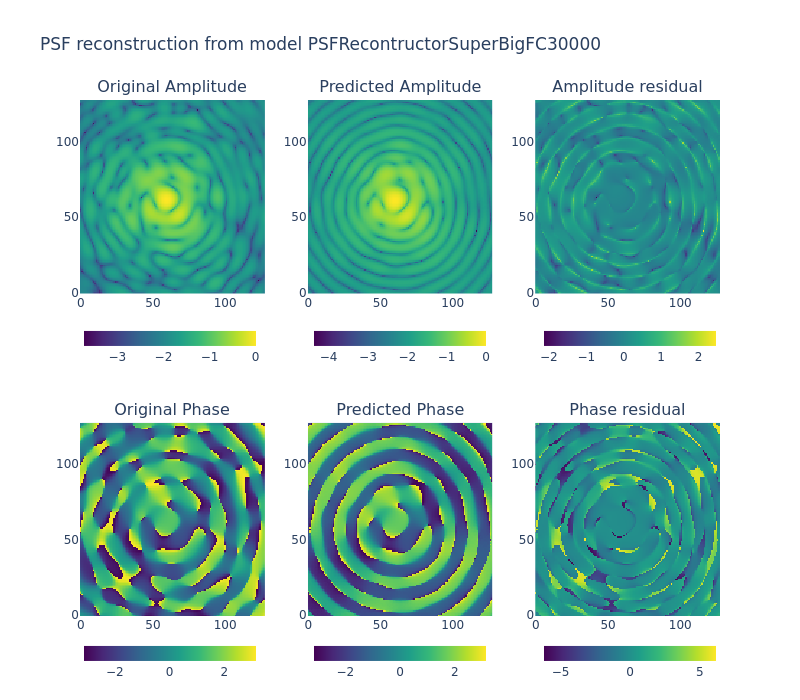 PSF reconstruction from model PSFRecontructorSuperBigFC30000
Original Amplitude Predicted Amplitude Amplitude residual
100 100 100
50 50 50
0 0 0
0 50 100 0 50 100 0 50 100
−3 −2 −1 0 −4 −3 −2 −1 0 −2 −1 0 1 2
Original Phase Predicted Phase Phase residual
100 100 100
50 50 50
0 0 0
0 50 100 0 50 100 0 50 100
−2 0 2 −2 0 2 −5 0 5